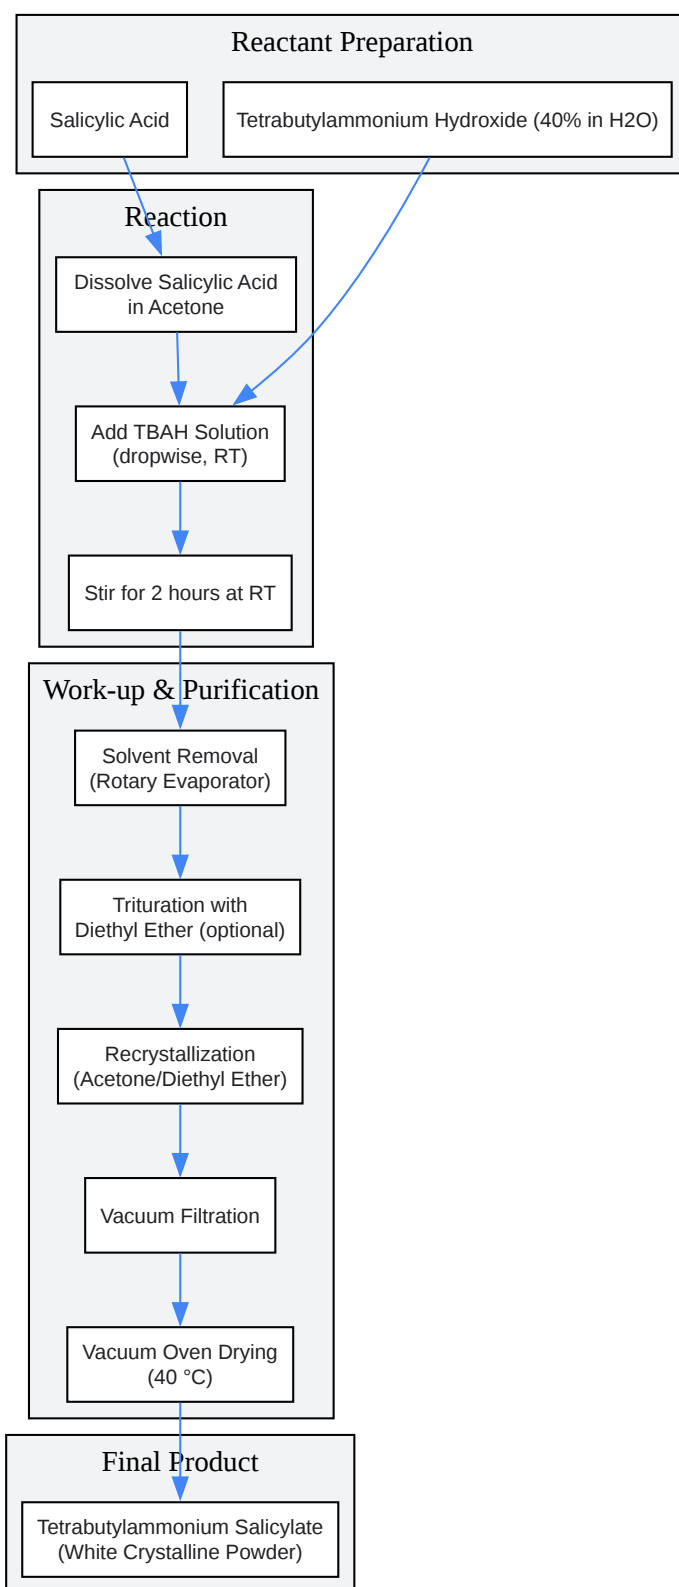 Reactant Preparation
Salicylic Acid
Tetrabutylammonium Hydroxide (40% in H2O)
Reaction
Dissolve Salicylic Acid
in Acetone
Add TBAH Solution
(dropwise, RT)
Stir for 2 hours at RT
Work-up & Purification
Solvent Removal
(Rotary Evaporator)
Trituration with
Diethyl Ether (optional)
Recrystallization
(Acetone/Diethyl Ether)
Vacuum Filtration
Vacuum Oven Drying
(40 °C)
Final Product
Tetrabutylammonium Salicylate
(White Crystalline Powder)